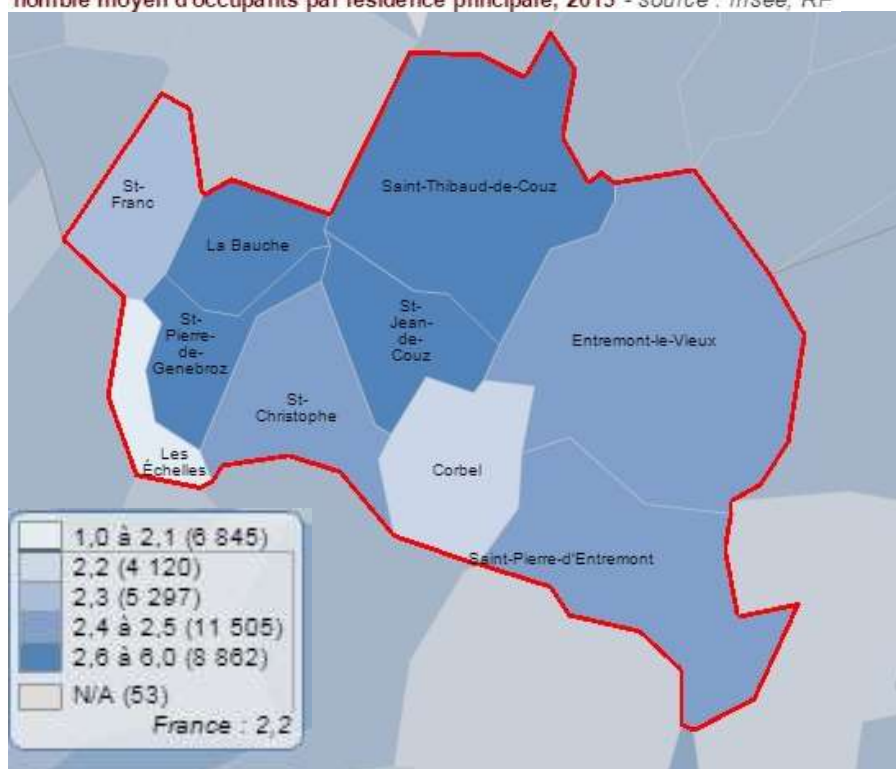 nombre moyen d'occupants par résidence principale, 2013 - source : Insee, RP
St-
Franc
Saint-Thibaud-de-Couz
La Bauche
St-
Pierre-
de-
Genebroz
St-
Jean-
de-
Couz
Entremont-le-Vieux
St-
Christophe
Les
Échelles
Corbel
Saint-Pierre-d'Entremont
1,0 à 2,1 (6 845)
2,2 (4 120)
2,3 (5 297)
2,4 à 2,5 (11 505)
2,6 à 6,0 (8 862)
N/A (53)
France : 2,2